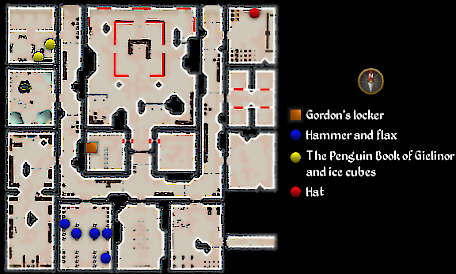 N
Gordon's locker
Hammer and flax
The Penguin Book of Gielinor
and ice cubes
Hat